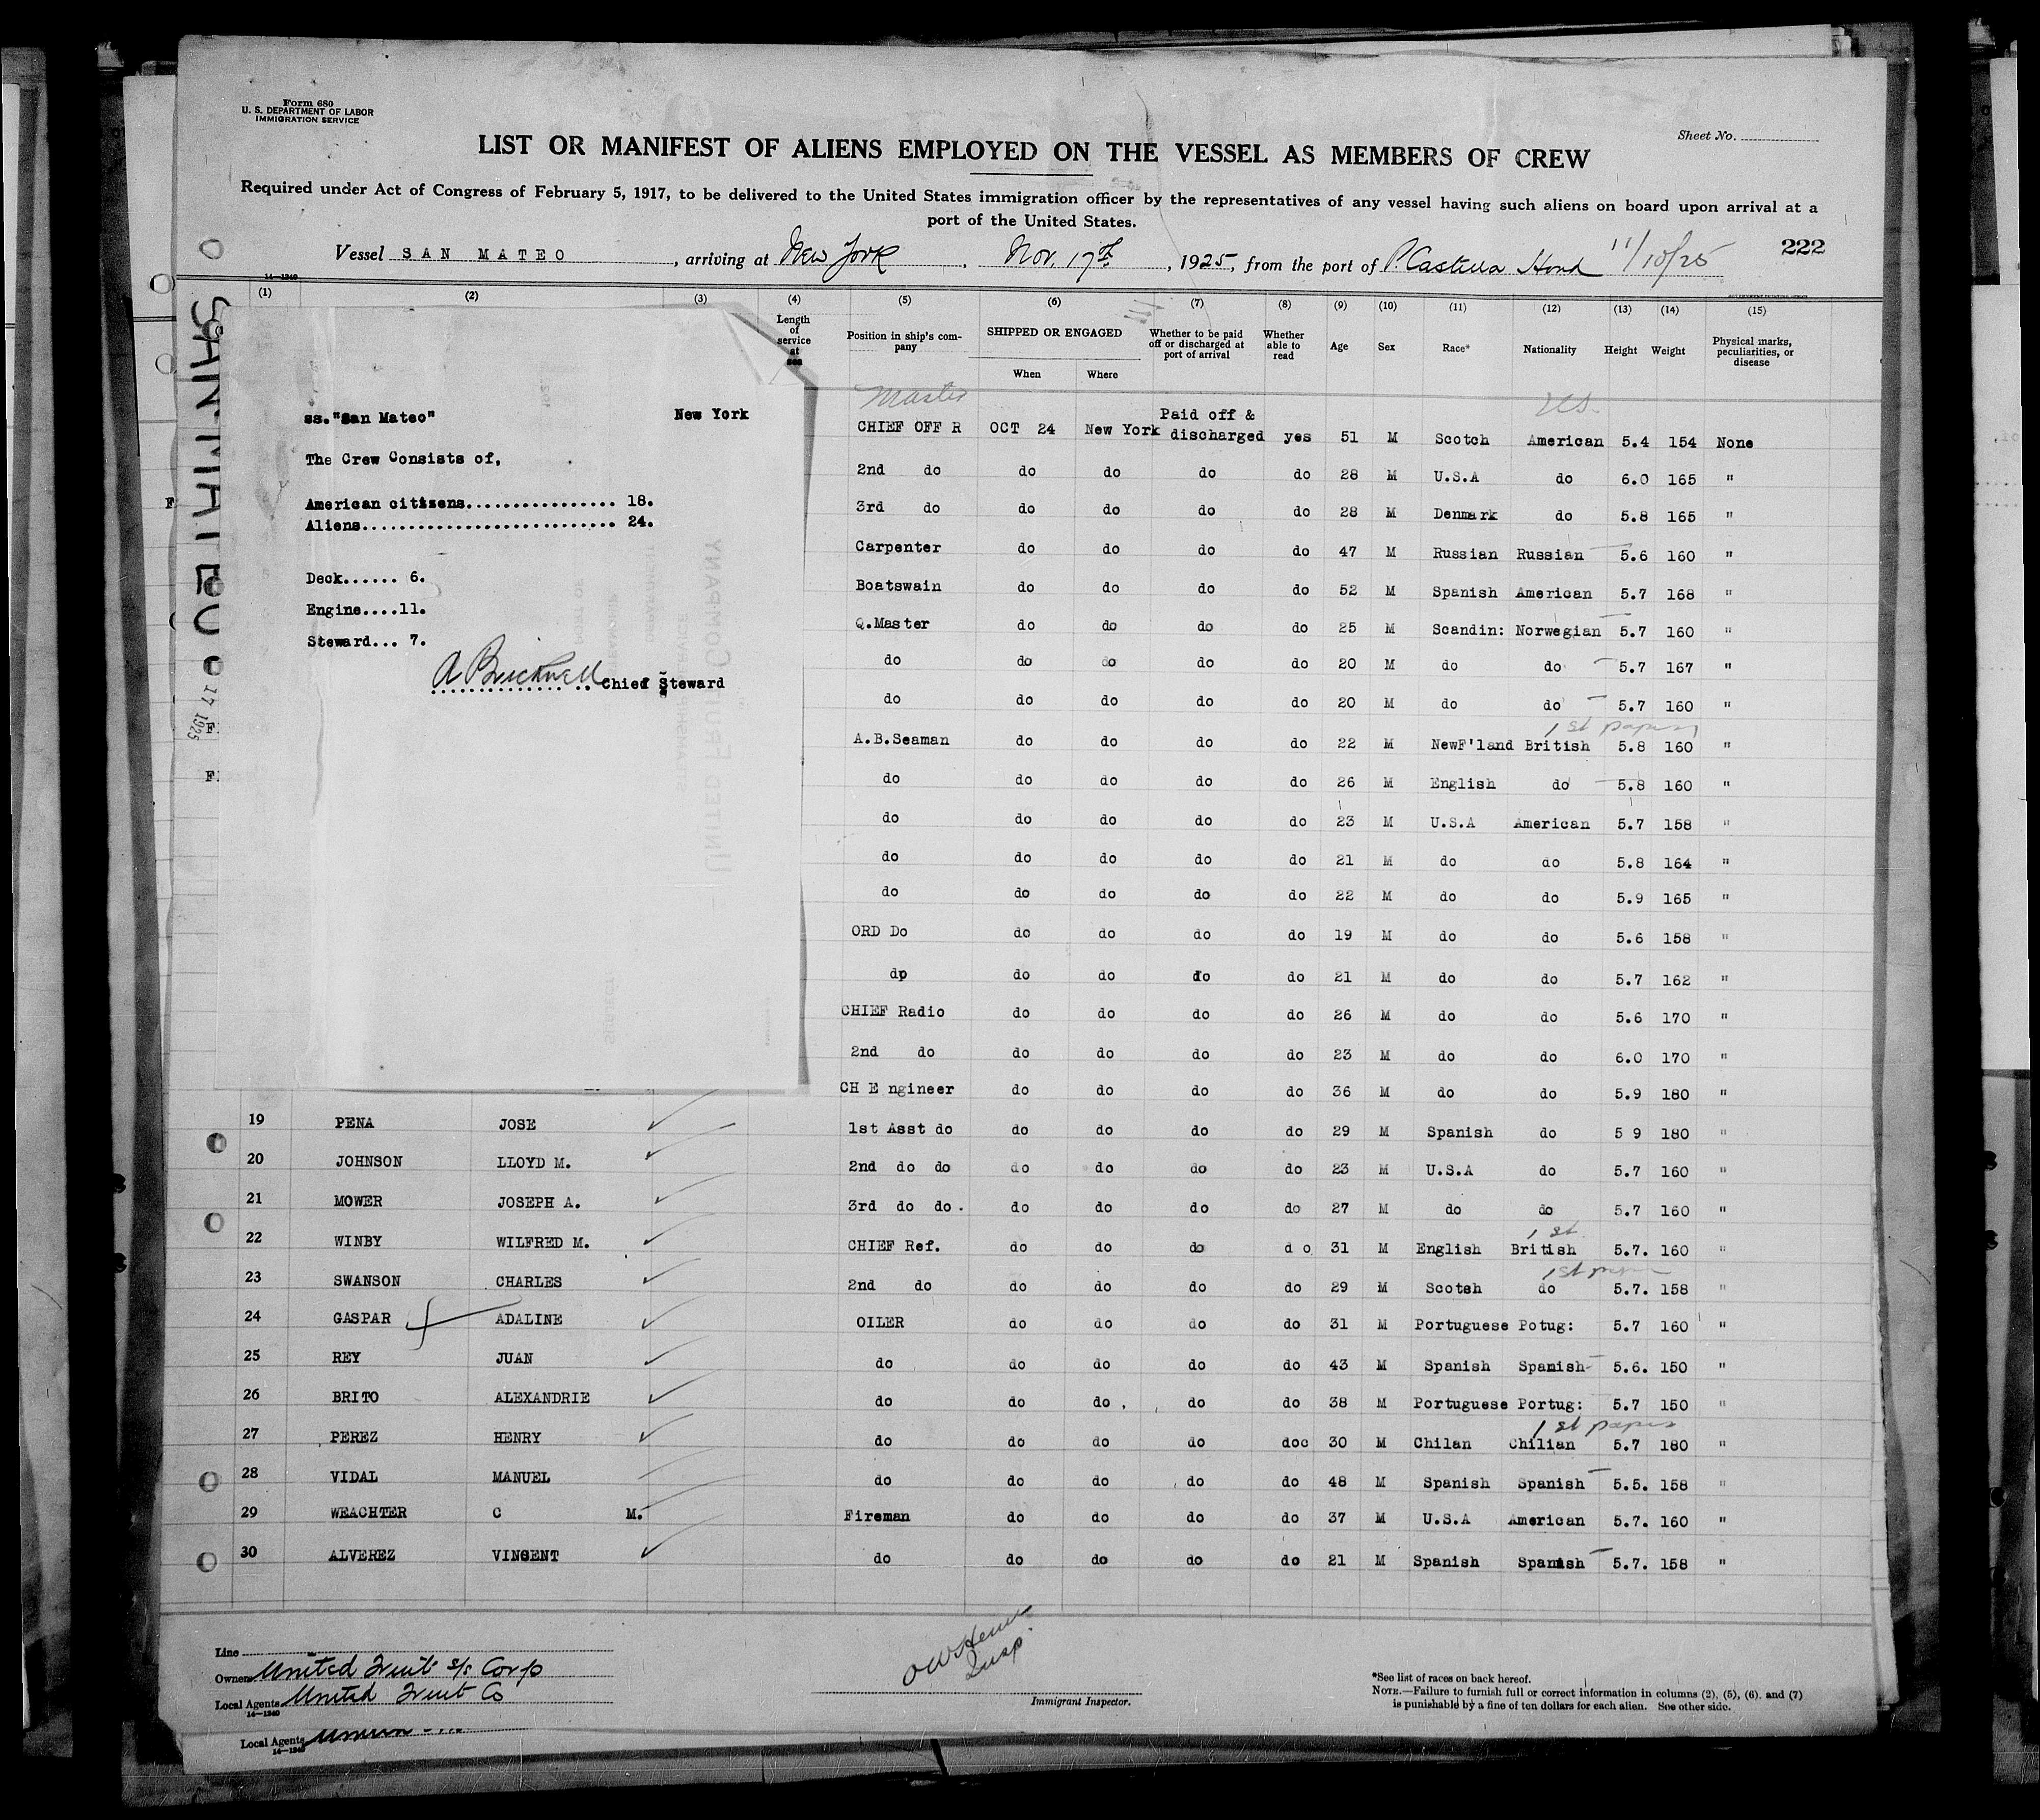 Form 680
U. S. DEPARTMENT OF LABOR
IMMIGRATION SERVICE
Sheet No.
LIST OR MANIFEST OF ALIENS EMPLOYED ON THE VESSEL AS MEMBERS OF CREW
Required under Act of Congress of February 5, 1917, to be delivered to the United States immigration officer by the representatives of any vessel having such aliens on board upon arrival at a
port of the United States.
Vessel SAN MATEO, arriving at New York, Nov. 17th, 1925, from the port of P. Castilla Hond 11/10/25 222
14-1240
(1) (2) (3) (4) (5) (6) (7) (8) (9) (10) (11) (12) (13) (14) (15)
Length of service at sea
Position in ship's company
SHIPPED OR ENGAGED
When Where
Whether to be paid off or discharged at port of arrival
Whether able to read
Age Sex Race* Nationality Height Weight
Physical marks, peculiarities, or disease
SAN MATEO
17 1925
ss."San Mateo" New York
The Crew Consists of,
American citizens................ 18.
Aliens........................... 24.
Deck...... 6.
Engine....11.
Steward... 7.
A Bricknell Chief Steward
UNITED FRUIT COMPANY
STEAMSHIP SERVICE
Master
CHIEF OFF R OCT 24 New York Paid off & discharged yes 51 M Scotch American 5.4 154 None
2nd do do do do do 28 M U.S.A do 6.0 165 "
3rd do do do do do 28 M Denmark do 5.8 165 "
Carpenter do do do do 47 M Russian Russian 5.6 160 "
Boatswain do do do do 52 M Spanish American 5.7 168 "
Q.Master do do do do 25 M Scandin: Norwegian 5.7 160 "
do do do do do 20 M do do 5.7 167 "
do do do do do 20 M do do 5.7 160 "
1st papers
A.B.Seaman do do do do 22 M NewF'land British 5.8 160 "
do do do do do 26 M English do 5.8 160 "
do do do do do 23 M U.S.A American 5.7 158 "
do do do do do 21 M do do 5.8 164 "
do do do do do 22 M do do 5.9 165 "
ORD Do do do do do 19 M do do 5.6 158 "
dp do do do do 21 M do do 5.7 162 "
CHIEF Radio do do do do 26 M do do 5.6 170 "
2nd do do do do do 23 M do do 6.0 170 "
CH E ngineer do do do do 36 M do do 5.9 180 "
19 PENA JOSE 1st Asst do do do do do 29 M Spanish do 5 9 180 "
20 JOHNSON LLOYD M. 2nd do do do do do do 23 M U.S.A do 5.7 160 "
21 MOWER JOSEPH A. 3rd do do. do do do do 27 M do do 5.7 160 "
1st
22 WINBY WILFRED M. CHIEF Ref. do do do d o 31 M English British 5.7. 160 "
1st
23 SWANSON CHARLES 2nd do do do do do 29 M Scotch do 5.7. 158 "
24 GASPAR ADALINE OILER do do do do 31 M Portuguese Potug: 5.7 160 "
25 REY JUAN do do do do do 43 M Spanish Spanish 5.6. 150 "
26 BRITO ALEXANDRIE do do do. do do 38 M Portuguese Portug: 5.7 150 "
1st papers
27 PEREZ HENRY do do do do doc 30 M Chilan Chilian 5.7 180 "
28 VIDAL MANUEL do do do do do 48 M Spanish Spanish 5.5. 158 "
29 WEACHTER C M. Fireman do do do do 37 M U.S.A American 5.7. 160 "
30 ALVEREZ VINCENT do do do do do 21 M Spanish Spanish 5.7. 158 "
Line
Owners United Fruit s/s Corp
Local Agents United Fruit Co
14-1240
Local Agents
14-1240
Insp.
Immigrant Inspector.
*See list of races on back hereof.
NOTE.—Failure to furnish full or correct information in columns (2), (5), (6), and (7)
is punishable by a fine of ten dollars for each alien. See other side.